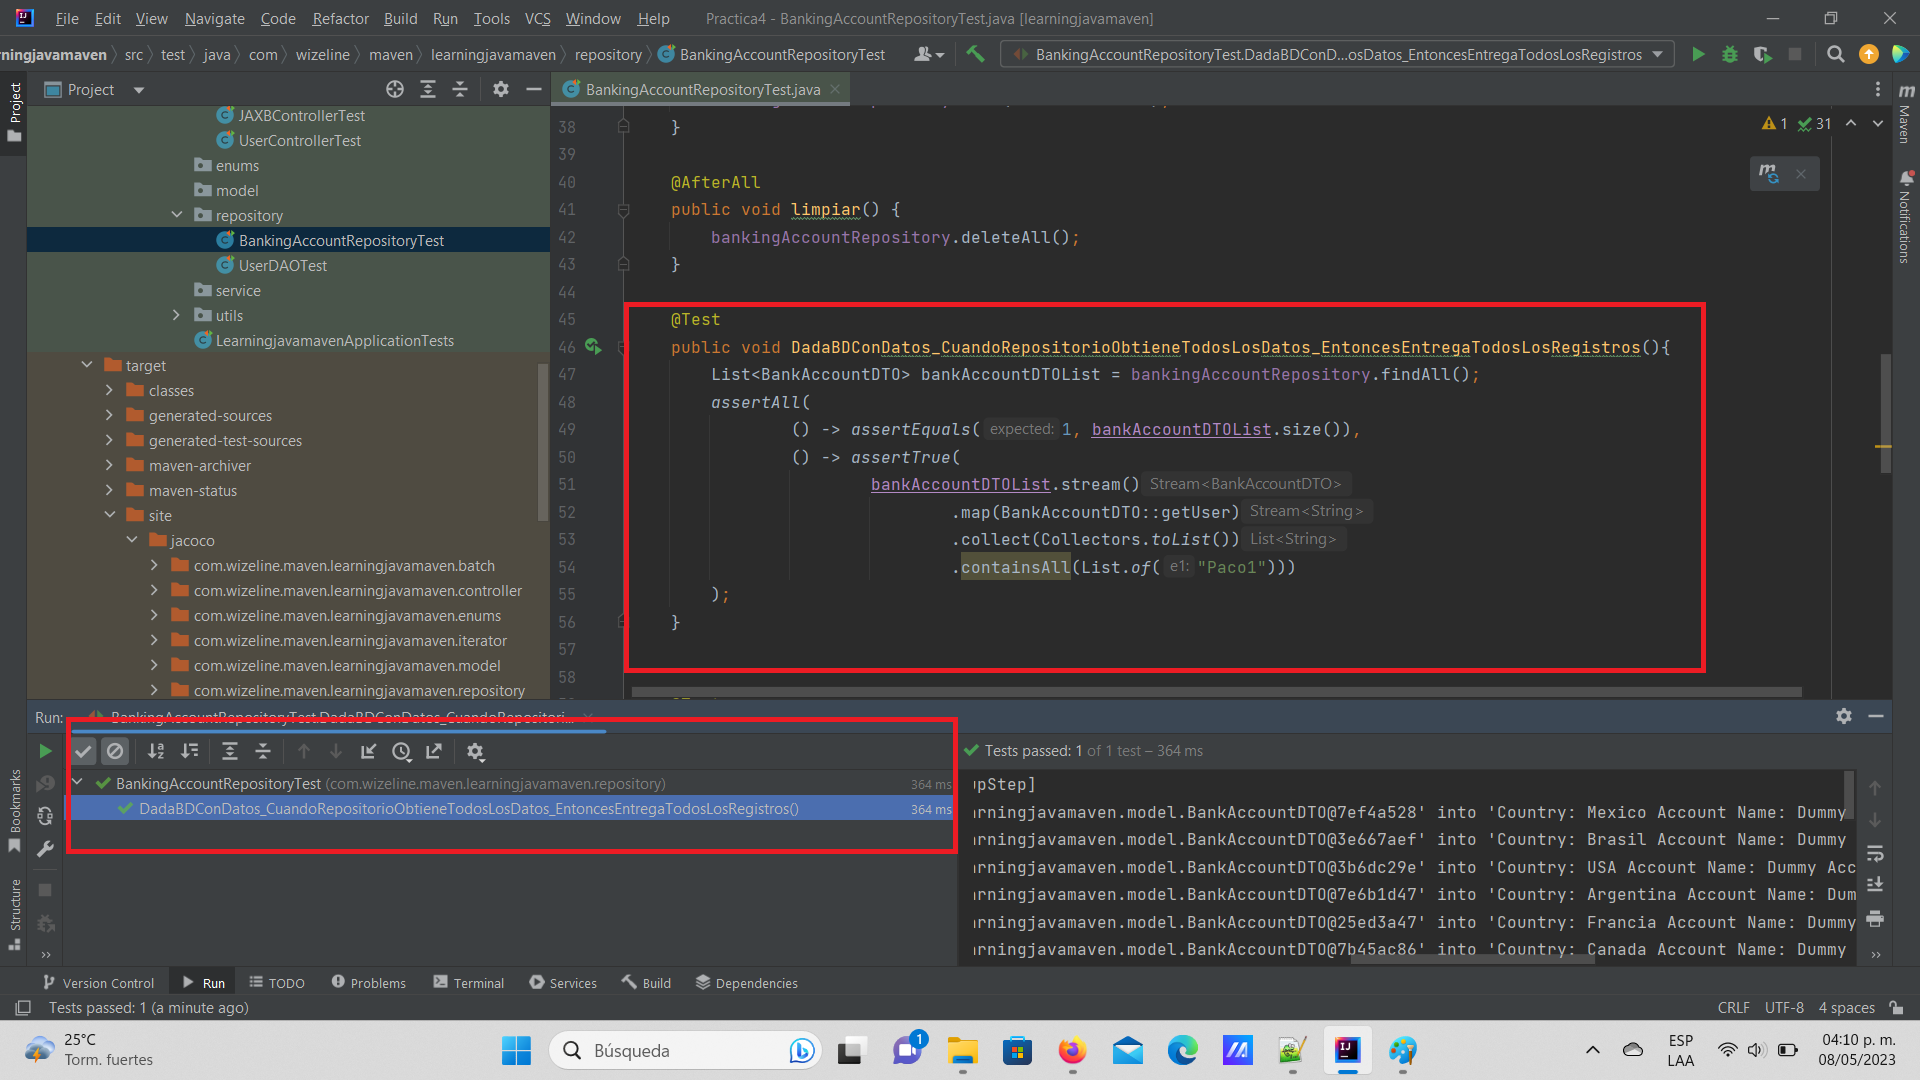 File Edit View Navigate Code Refactor Build Run Tools VCS Window Help Practica4 - BankingAccountRepositoryTest.java [learningjavamaven]
rningjavamaven src test java com wizeline maven learningjavamaven repository BankingAccountRepositoryTest BankingAccountRepositoryTest.DadaBDConD...osDatos_EntoncesEntregaTodosLosRegistros
Project
Project
BankingAccountRepositoryTest.java
Maven
Notifications
JAXBControllerTest
UserControllerTest
enums
model
repository
BankingAccountRepositoryTest
UserDAOTest
service
utils
LearningjavamavenApplicationTests
target
classes
generated-sources
generated-test-sources
maven-archiver
maven-status
site
jacoco
com.wizeline.maven.learningjavamaven.batch
com.wizeline.maven.learningjavamaven.controller
com.wizeline.maven.learningjavamaven.enums
com.wizeline.maven.learningjavamaven.iterator
com.wizeline.maven.learningjavamaven.model
com.wizeline.maven.learningjavamaven.repository
1 31
38 }
39
40 @AfterAll
41 public void limpiar() {
42 bankingAccountRepository.deleteAll();
43 }
44
45 @Test
46 public void DadaBDConDatos_CuandoRepositorioObtieneTodosLosDatos_EntoncesEntregaTodosLosRegistros(){
47 List<BankAccountDTO> bankAccountDTOList = bankingAccountRepository.findAll();
48 assertAll(
49 () -> assertEquals( expected: 1, bankAccountDTOList.size()),
50 () -> assertTrue(
51 bankAccountDTOList.stream() Stream<BankAccountDTO>
52 .map(BankAccountDTO::getUser) Stream<String>
53 .collect(Collectors.toList()) List<String>
54 .containsAll(List.of( e1: "Paco1")))
55 );
56 }
57
58
Run: BankingAccountRepositoryTest.DadaBDConDatos_CuandoRepositori...
Tests passed: 1 of 1 test – 364 ms
BankingAccountRepositoryTest (com.wizeline.maven.learningjavamaven.repository) 364 ms
DadaBDConDatos_CuandoRepositorioObtieneTodosLosDatos_EntoncesEntregaTodosLosRegistros() 364 ms
pStep]
rningjavamaven.model.BankAccountDTO@7ef4a528' into 'Country: Mexico Account Name: Dummy
rningjavamaven.model.BankAccountDTO@3e667aef' into 'Country: Brasil Account Name: Dummy
rningjavamaven.model.BankAccountDTO@3b6dc29e' into 'Country: USA Account Name: Dummy Acc
rningjavamaven.model.BankAccountDTO@7e6b1d47' into 'Country: Argentina Account Name: Dum
rningjavamaven.model.BankAccountDTO@25ed3a47' into 'Country: Francia Account Name: Dummy
rningjavamaven.model.BankAccountDTO@7b45ac86' into 'Country: Canada Account Name: Dummy
Bookmarks
Structure
Version Control Run TODO Problems Terminal Services Build Dependencies
Tests passed: 1 (a minute ago) CRLF UTF-8 4 spaces
25°C
Torm. fuertes
Búsqueda
1
ESP
LAA
04:10 p. m.
08/05/2023